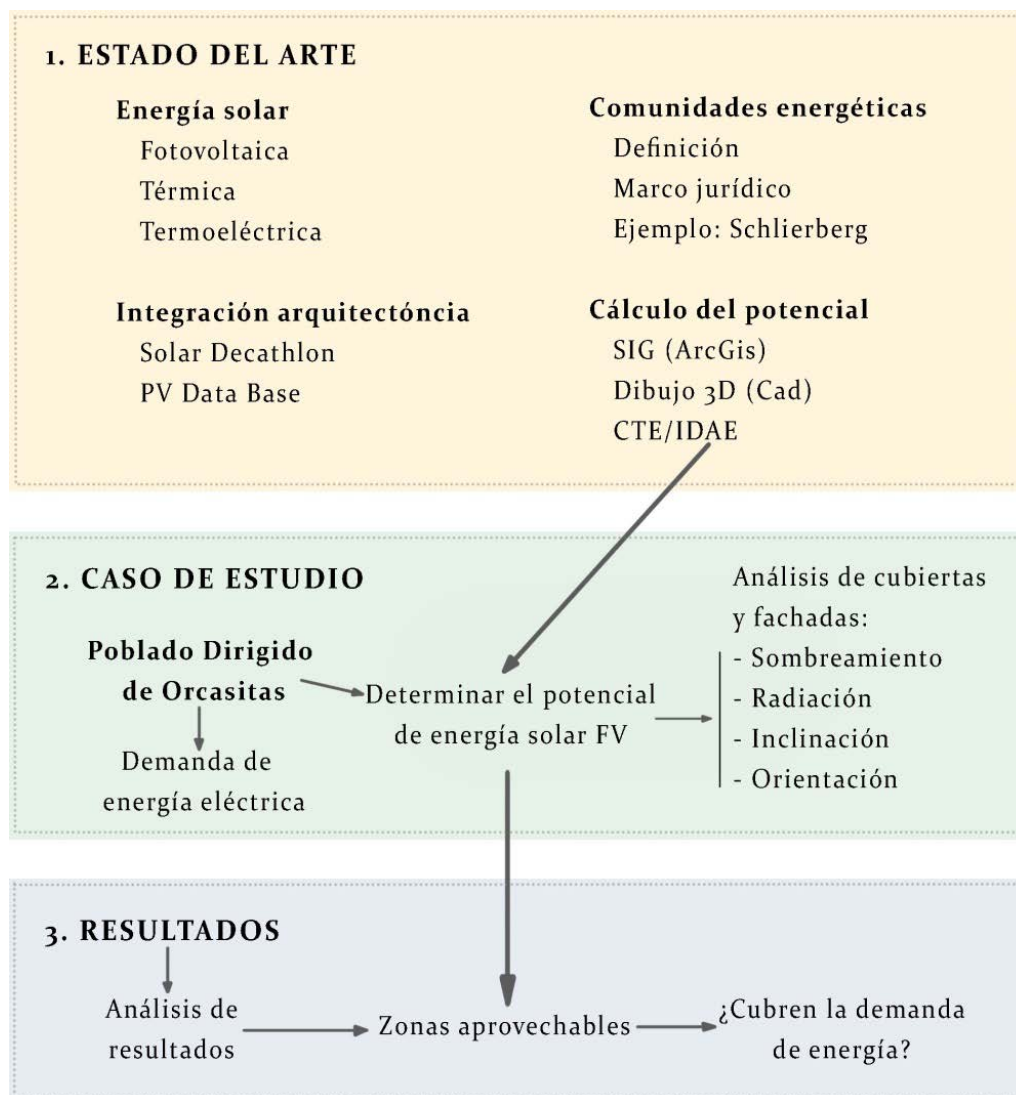 1. ESTADO DEL ARTE
Energía solar
Fotovoltaica
Térmica
Termoeléctrica
Comunidades energéticas
Definición
Marco jurídico
Ejemplo: Schlierberg
Integración arquitectóncia
Solar Decathlon
PV Data Base
Cálculo del potencial
SIG (ArcGis)
Dibujo 3D (Cad)
CTE/IDAE
2. CASO DE ESTUDIO
Poblado Dirigido
de Orcasitas
Demanda de
energía eléctrica
Determinar el potencial
de energía solar FV
Análisis de cubiertas
y fachadas:
- Sombreamiento
- Radiación
- Inclinación
- Orientación
3. RESULTADOS
Análisis de
resultados
Zonas aprovechables
¿Cubren la demanda
de energía?